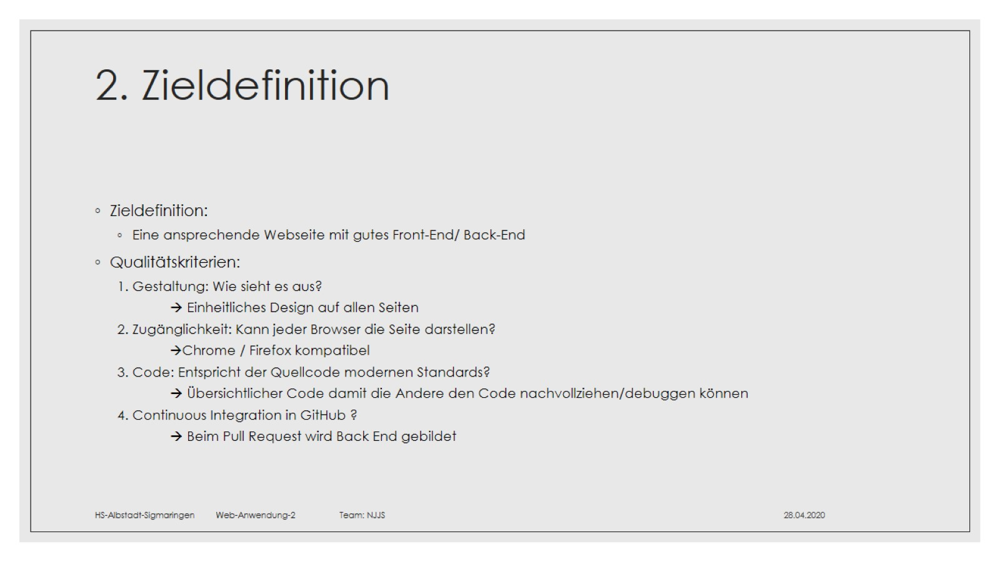 2. Zieldefinition
◦ Zieldefinition:
◦ Eine ansprechende Webseite mit gutes Front-End/ Back-End
◦ Qualitätskriterien:
1. Gestaltung: Wie sieht es aus?
→ Einheitliches Design auf allen Seiten
2. Zugänglichkeit: Kann jeder Browser die Seite darstellen?
→Chrome / Firefox kompatibel
3. Code: Entspricht der Quellcode modernen Standards?
→ Übersichtlicher Code damit die Andere den Code nachvollziehen/debuggen können
4. Continuous Integration in GitHub ?
→ Beim Pull Request wird Back End gebildet
HS-Albstadt-Sigmaringen Web-Anwendung-2 Team: NJJS 28.04.2020